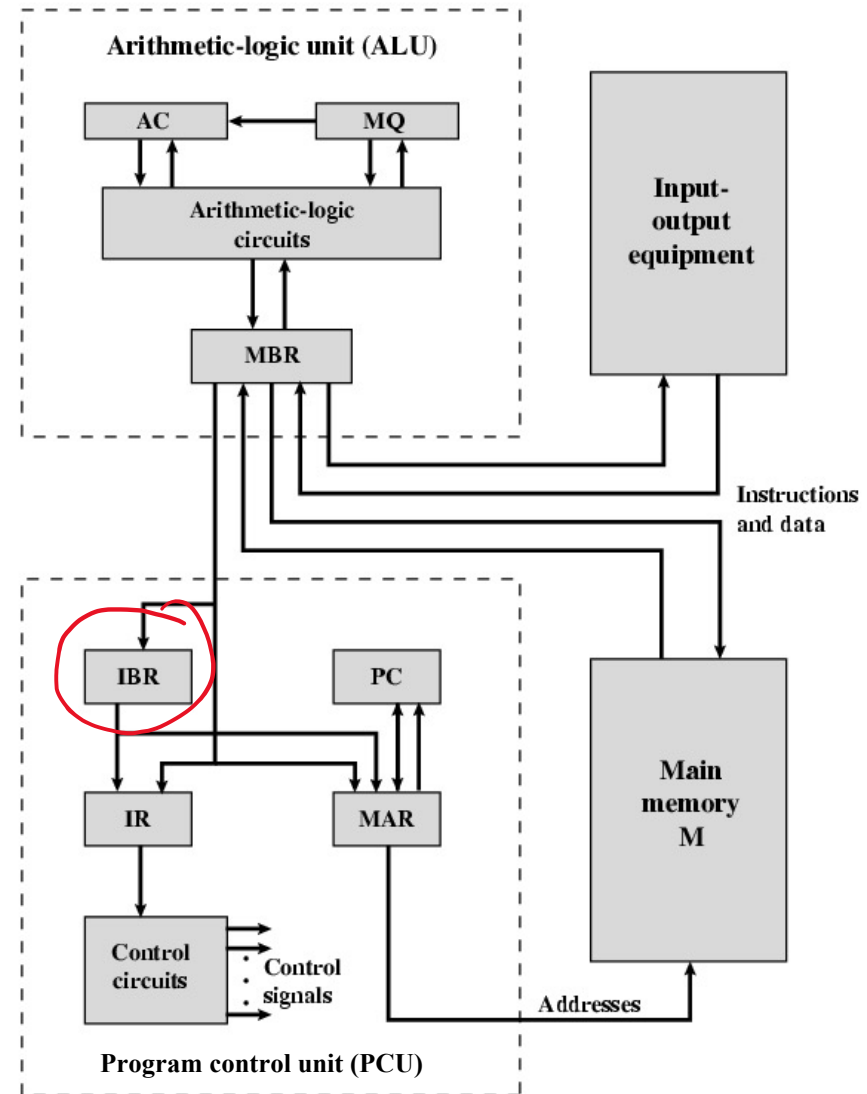 Arithmetic-logic unit (ALU)
AC
MQ
Arithmetic-logic
circuits
MBR
Input-
output
equipment
Instructions
and data
IBR
PC
IR
MAR
Main
memory
M
Control
circuits
Control
signals
Addresses
Program control unit (PCU)